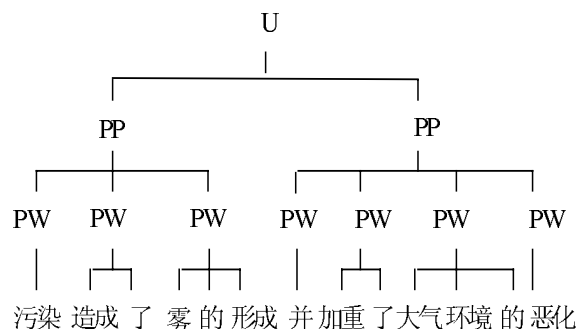 U
PP PP
PW PW PW PW PW PW PW
污染 造成 了 雾 的 形成 并 加重 了 大气 环境 的 恶化